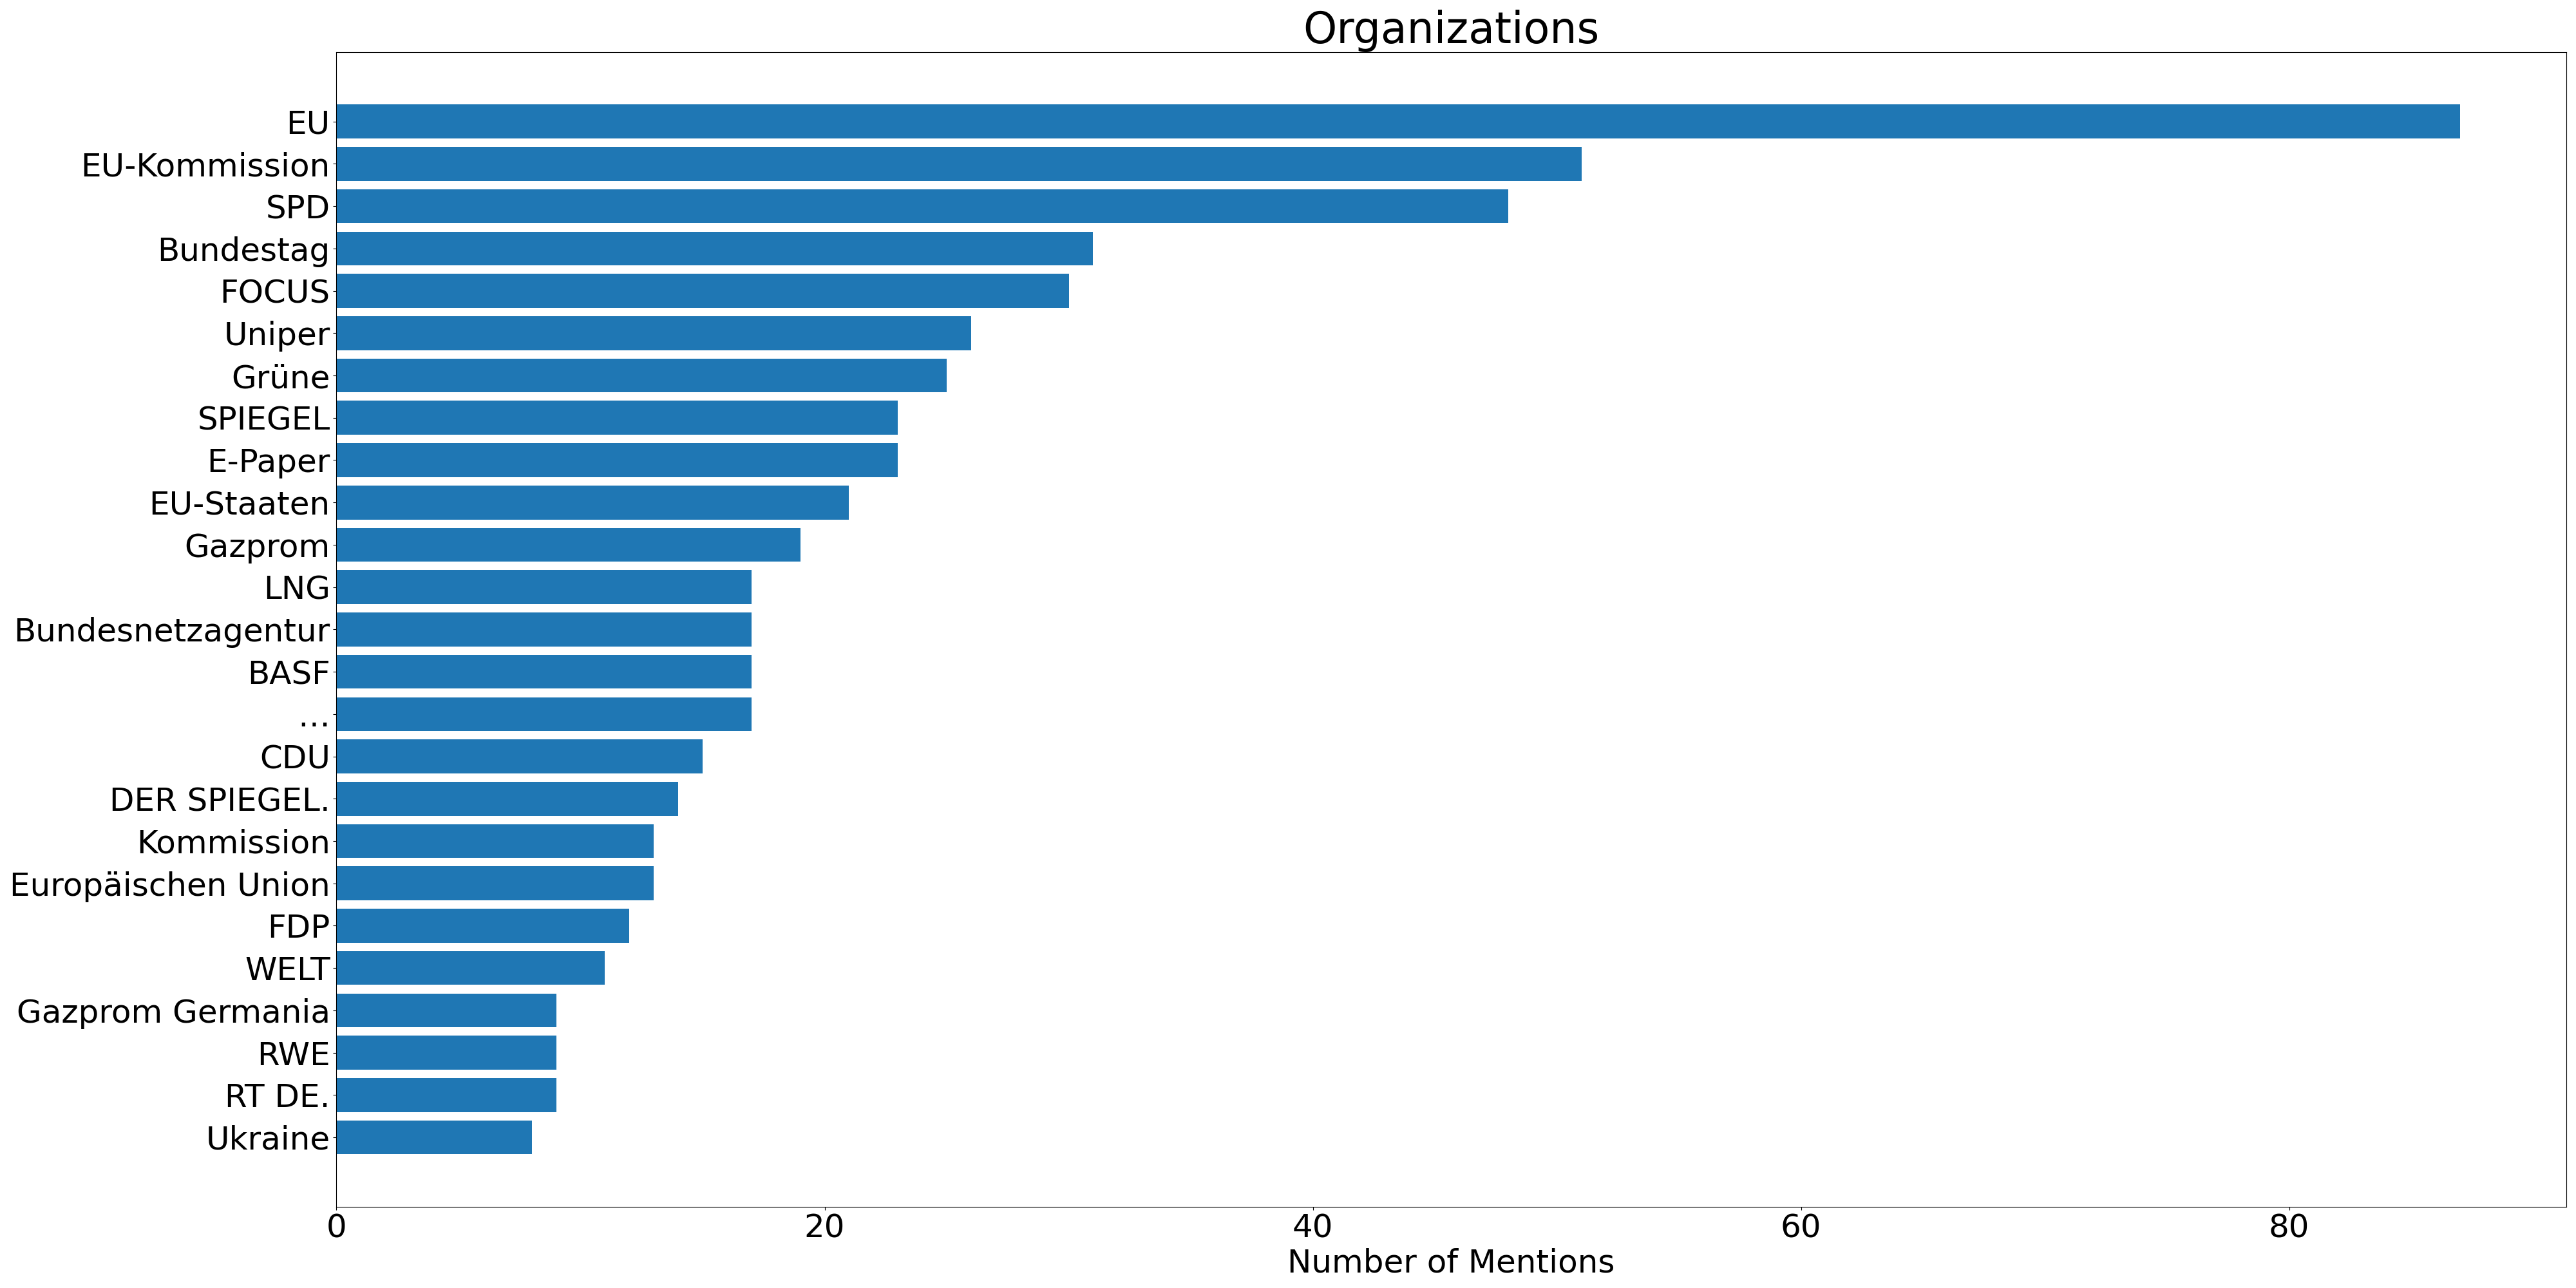 Organizations
EU
EU-Kommission
SPD
Bundestag
FOCUS
Uniper
Grüne
SPIEGEL
E-Paper
EU-Staaten
Gazprom
LNG
Bundesnetzagentur
BASF
...
CDU
DER SPIEGEL.
Kommission
Europäischen Union
FDP
WELT
Gazprom Germania
RWE
RT DE.
Ukraine
0 20 40 60 80
Number of Mentions